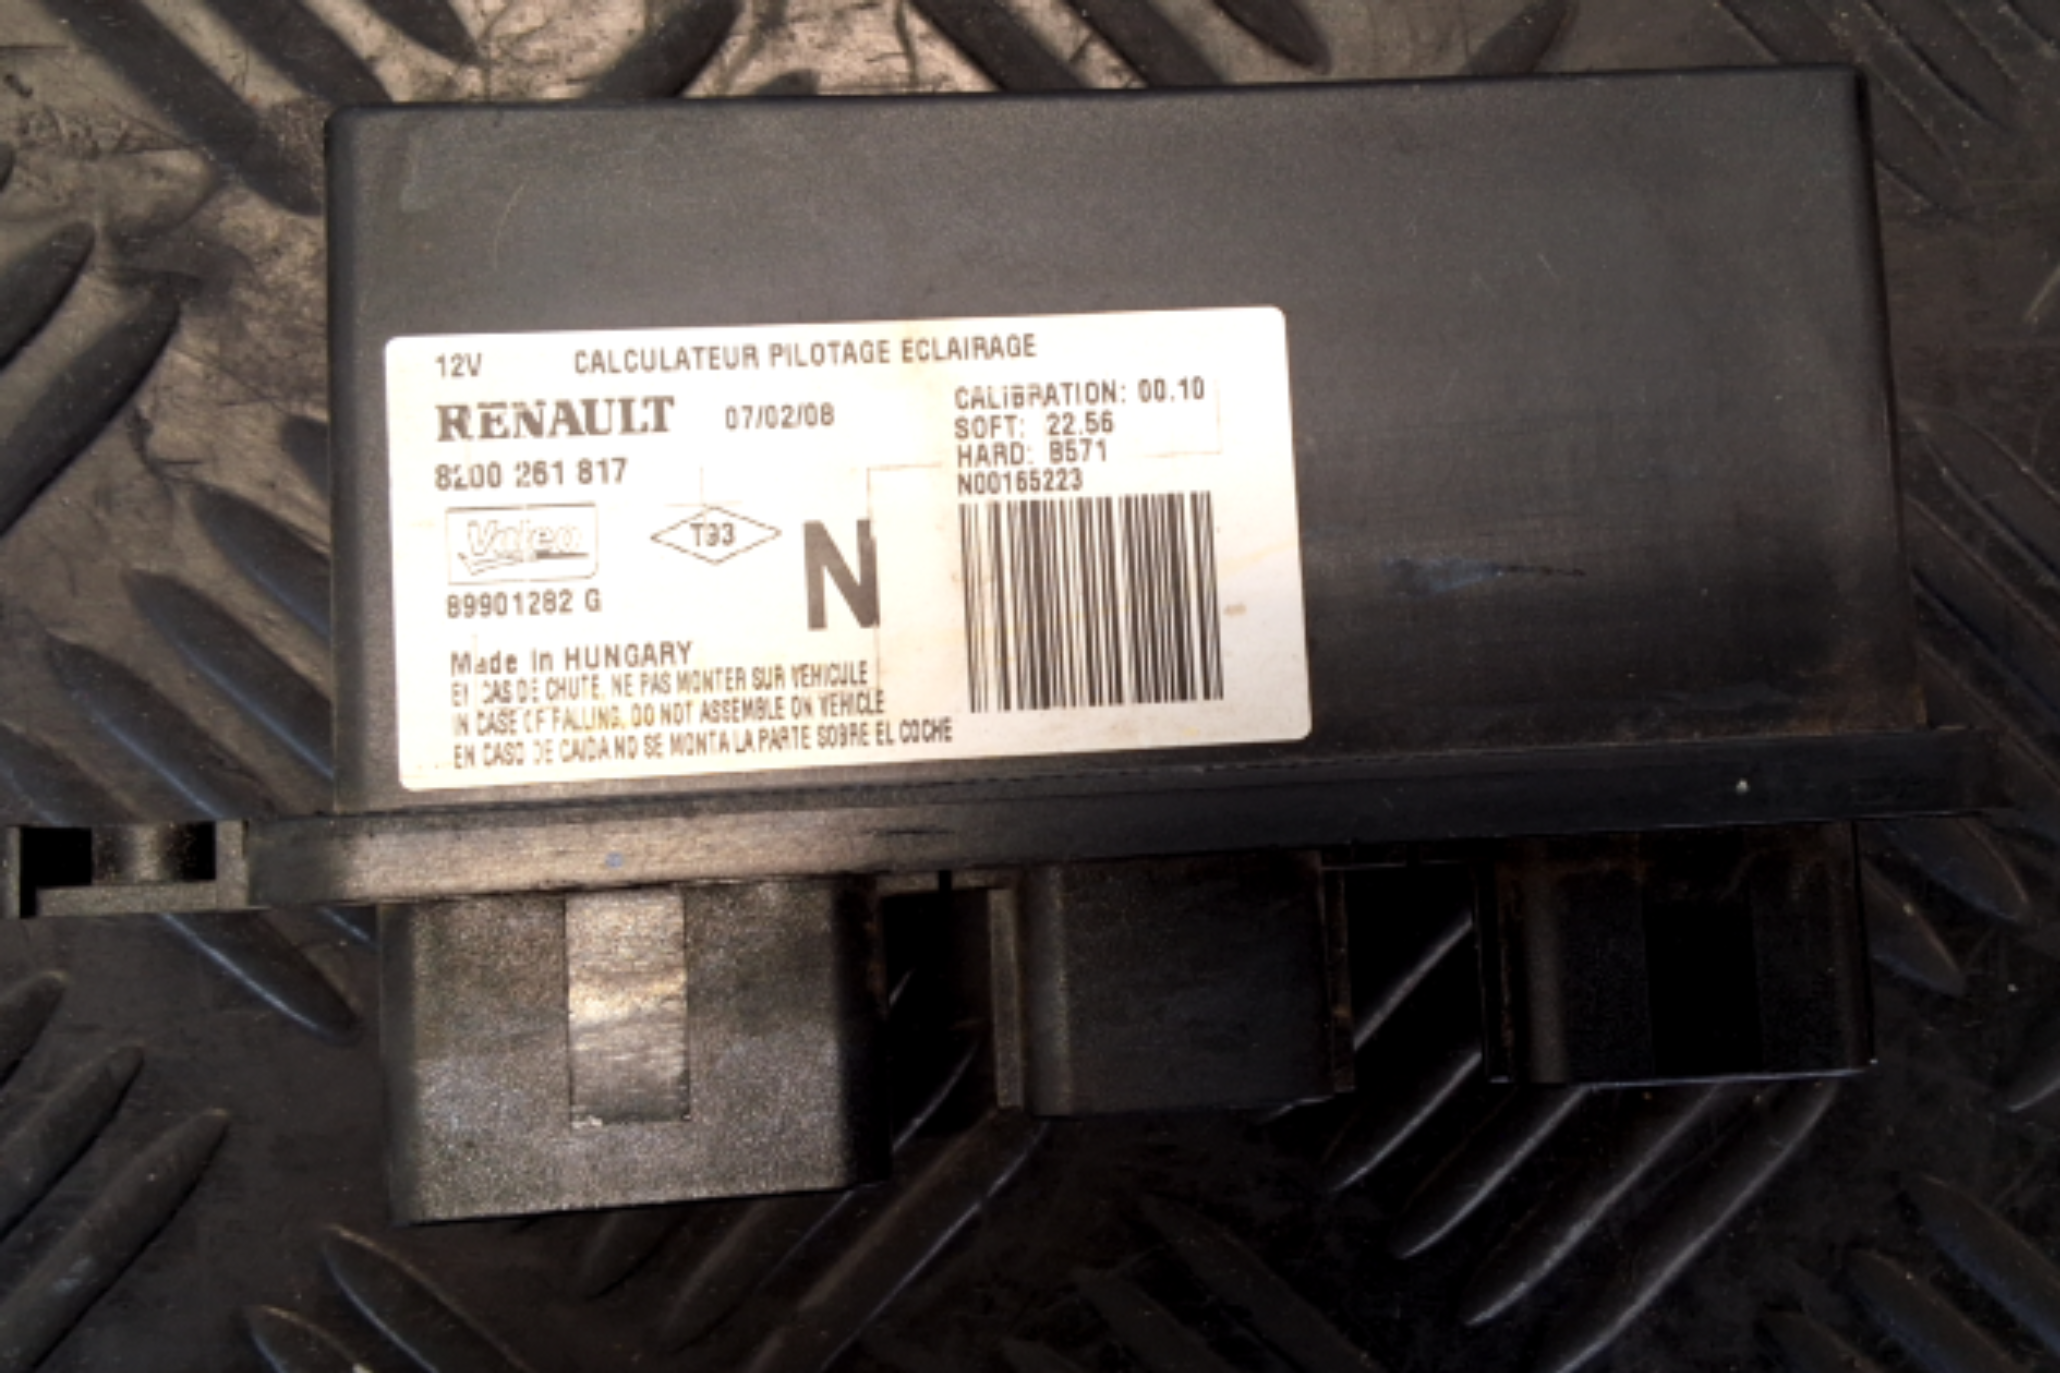 12V CALCULATEUR PILOTAGE ECLAIRAGE
RENAULT 07/02/08
8200 261 817
CALIBRATION: 00.10
SOFT: 22.56
HARD: 8571
N00165223
Valeo
T93
N
89901282 G
Made In HUNGARY
EN CAS DE CHUTE, NE PAS MONTER SUR VEHICULE
IN CASE OF FALLING, DO NOT ASSEMBLE ON VEHICLE
EN CASO DE CAIDA NO SE MONTA LA PARTE SOBRE EL COCHE